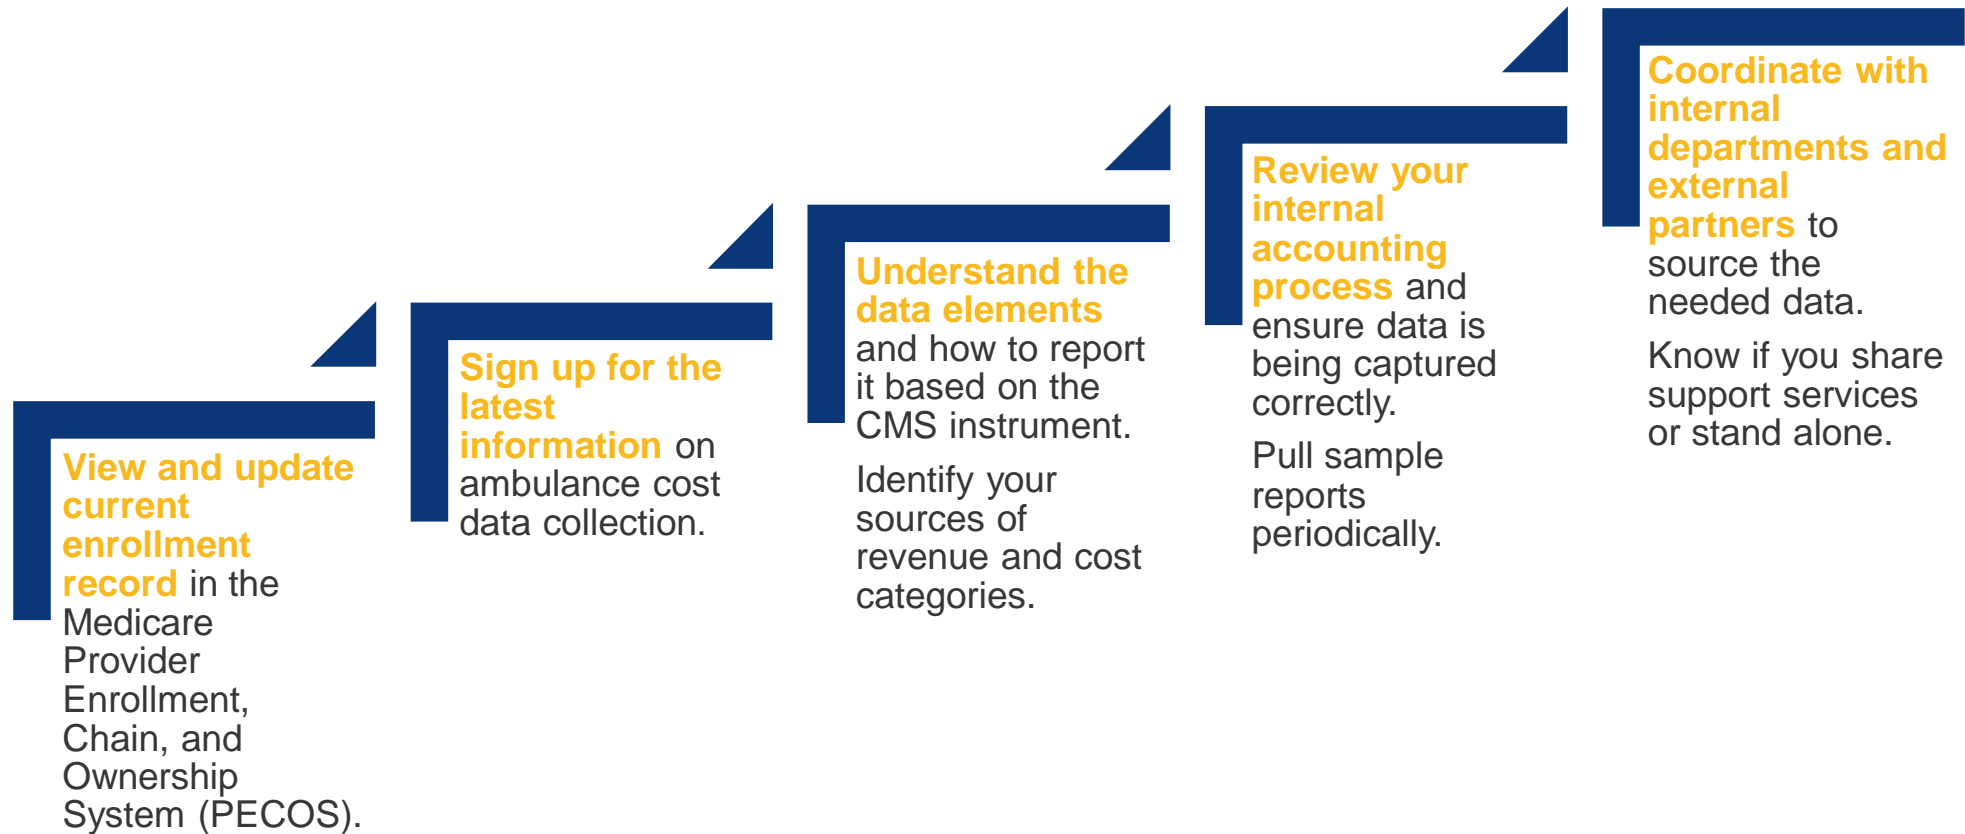 View and update
current
enrollment
record in the
Medicare
Provider
Enrollment,
Chain, and
Ownership
System (PECOS).
Sign up for the
latest
information on
ambulance cost
data collection.
Understand the
data elements
and how to report
it based on the
CMS instrument.
Identify your
sources of
revenue and cost
categories.
Review your
internal
accounting
process and
ensure data is
being captured
correctly.
Pull sample
reports
periodically.
Coordinate with
internal
departments and
external
partners to
source the
needed data.
Know if you share
support services
or stand alone.